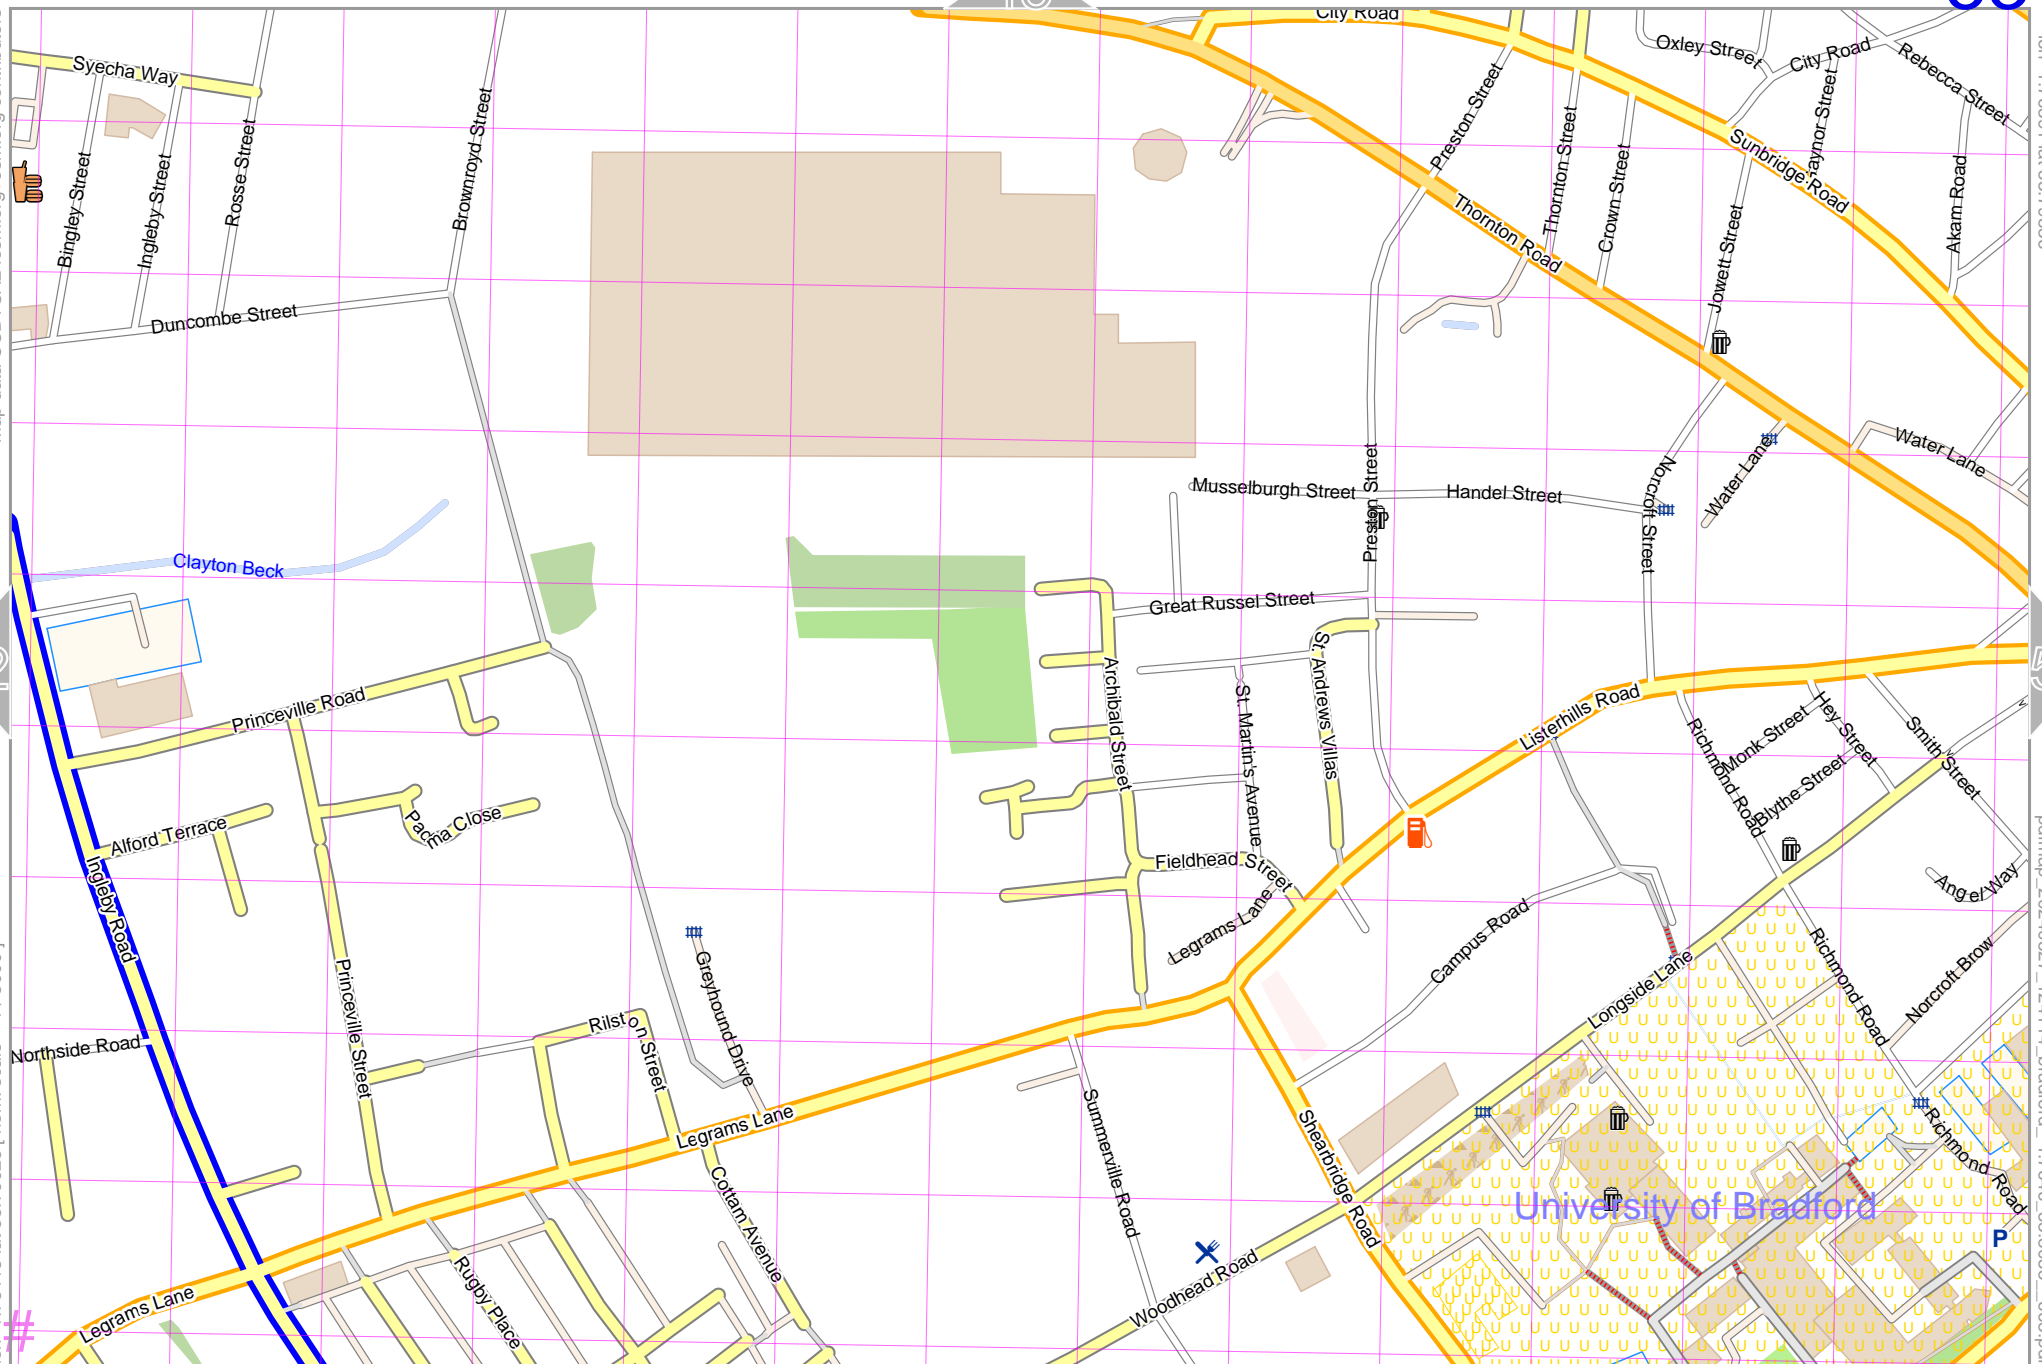 City Road
Oxley Street
City Road
Rebecca Street
Syecha Way
Preston Street
Thornton Street
Brownroyd Street
Rosse Street
Bingley Street
Ingleby Street
Crown Street
aynor Street
Sunbridge Road
Akam Road
Thornton Road
Jowett Street
Duncombe Street
Water Lane
Water Lane
Musselburgh Street
Handel Street
Preston Street
Norcroft Street
Clayton Beck
Great Russel Street
St. Andrews Villas
Archibald Street
St. Martin's Avenue
Princeville Road
Listerhills Road
Richmond Road
Monk Street
Hey Street
Smith Street
Blythe Street
Alford Terrace
Pac
ma Close
Fieldhead Street
Legrams Lane
Ingleby Road
Angel Way
Campus Road
Longside Lane
Richmond Road
Norcroft Brow
Princeville Street
Greyhound Drive
Rilston Street
Northside Road
Legrams Lane
Summerville Road
Shearbridge Road
Richmond Road
Cottam Avenue
University of Bradford
P
Rugby Place
Woodhead Road
Legrams Lane
#